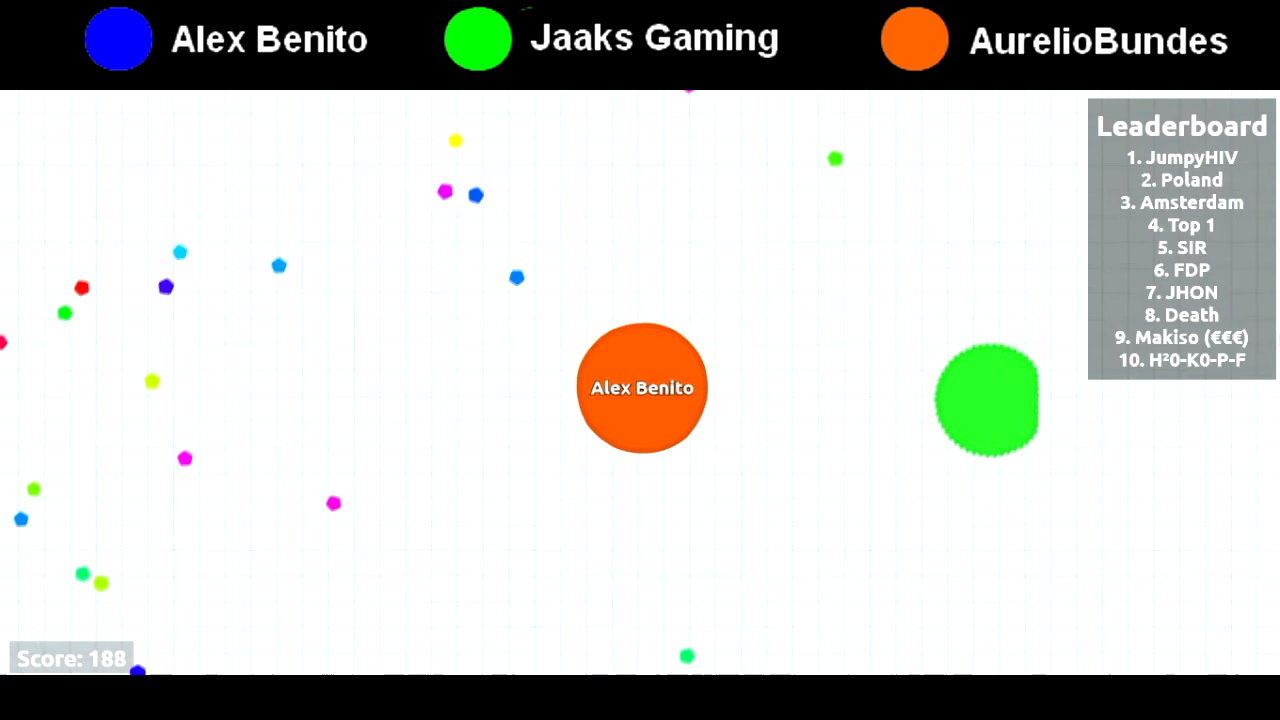 Alex Benito
Jaaks Gaming
AurelioBundes
Leaderboard
1. JumpyHIV
2. Poland
3. Amsterdam
4. Top 1
5. SIR
6. FDP
7. JHON
8. Death
9. Makiso (€€€)
10. H²0-K0-P-F
Alex Benito
Score: 188